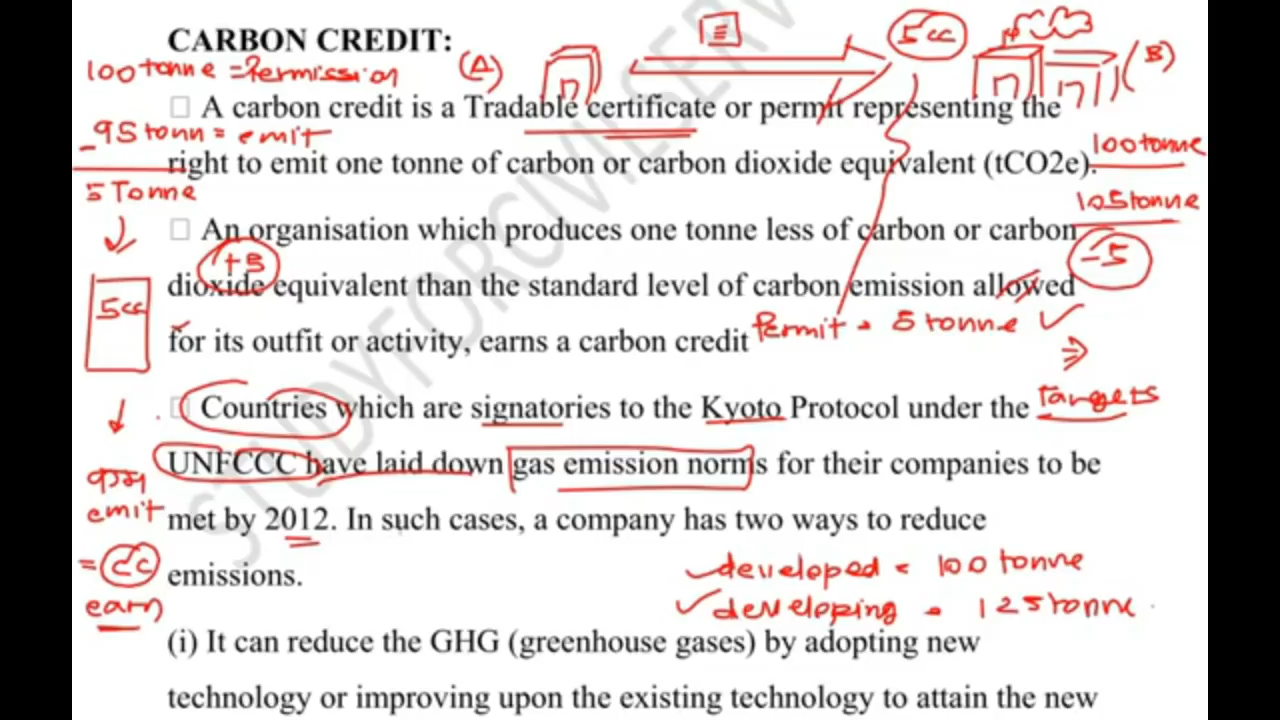 CARBON CREDIT:
5 cc
100 tonne = Permission
(A)
(B)
□ A carbon credit is a Tradable certificate or permit representing the
- 95 tonn = emit
right to emit one tonne of carbon or carbon dioxide equivalent (tCO2e).
100 tonne
5 Tonne
105 tonne
□ An organisation which produces one tonne less of carbon or carbon
-5
dioxide equivalent than the standard level of carbon emission allowed
5cc
Permit = 5 tonne ✓
for its outfit or activity, earns a carbon credit
□ Countries which are signatories to the Kyoto Protocol under the
targets
UNFCCC have laid down gas emission norms for their companies to be
emit
met by 2012. In such cases, a company has two ways to reduce
= CC
emissions.
✓ developed = 100 tonne
earn
✓ developing = 125 tonne
(i) It can reduce the GHG (greenhouse gases) by adopting new
technology or improving upon the existing technology to attain the new
STUDYFORCIVILSERV